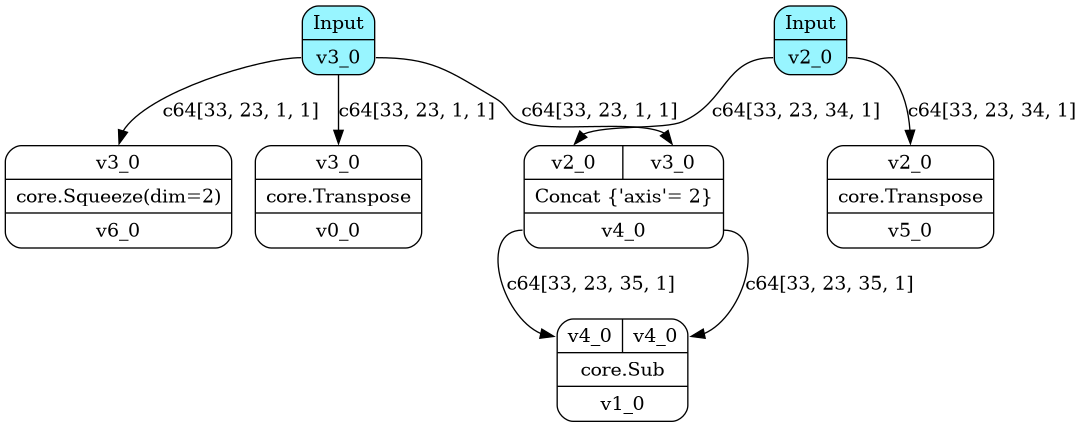 Input
v3_0
Input
v2_0
c64[33, 23, 1, 1]
c64[33, 23, 1, 1]
c64[33, 23, 1, 1]
c64[33, 23, 34, 1]
c64[33, 23, 34, 1]
v3_0
core.Squeeze(dim=2)
v6_0
v3_0
core.Transpose
v0_0
v2_0 v3_0
Concat {'axis'= 2}
v4_0
v2_0
core.Transpose
v5_0
c64[33, 23, 35, 1]
c64[33, 23, 35, 1]
v4_0 v4_0
core.Sub
v1_0